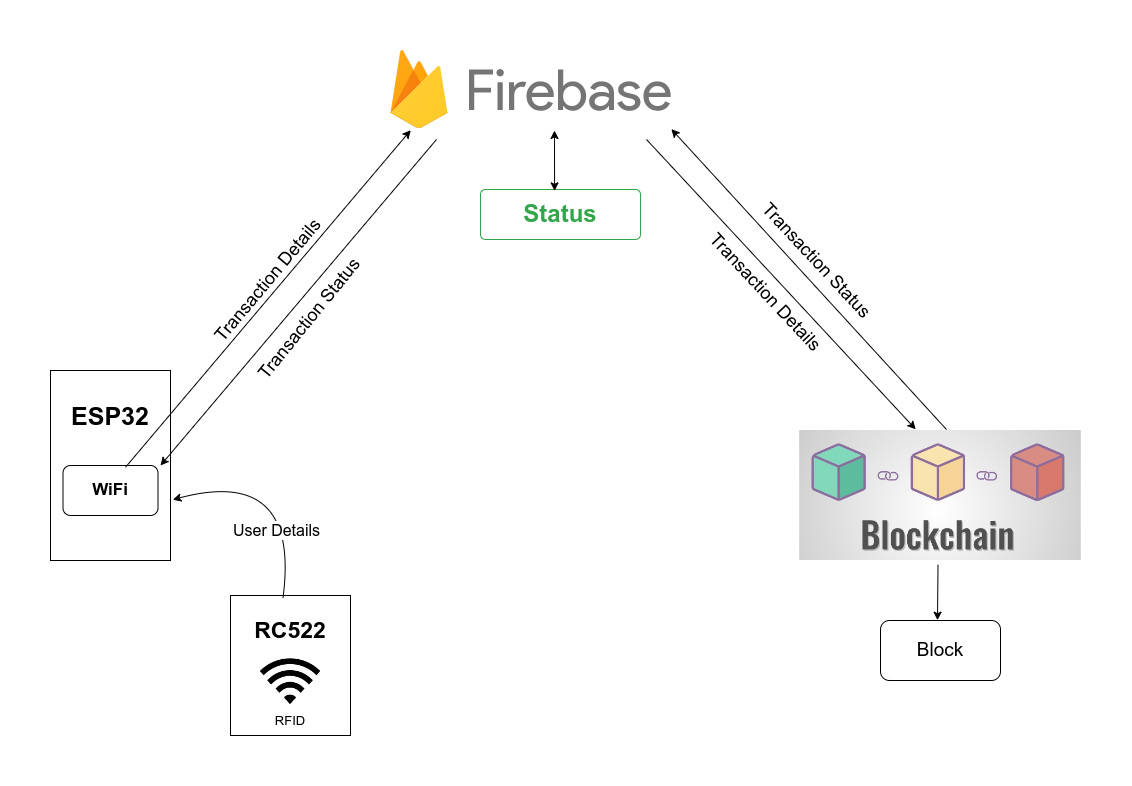 Firebase
Status
Transaction Details
Transaction Status
Transaction Status
Transaction Details
ESP32
WiFi
User Details
RC522
RFID
Blockchain
Block